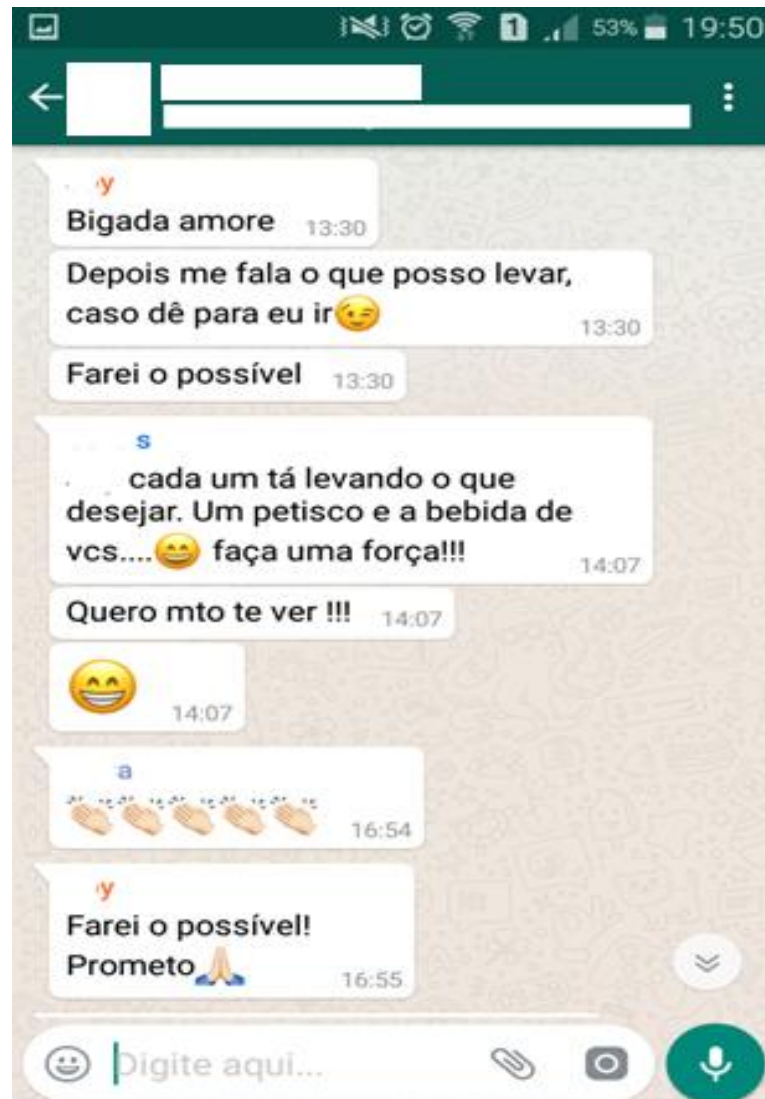 1 53% 19:50
y
Bigada amore 13:30
Depois me fala o que posso levar,
caso dê para eu ir😉 13:30
Farei o possível 13:30
s
cada um tá levando o que
desejar. Um petisco e a bebida de
vcs....😄 faça uma força!!! 14:07
Quero mto te ver !!! 14:07
😁 14:07
a
👏🏻👏🏻👏🏻👏🏻👏🏻 16:54
y
Farei o possível!
Prometo🙏🏻 16:55
Digite aqui...